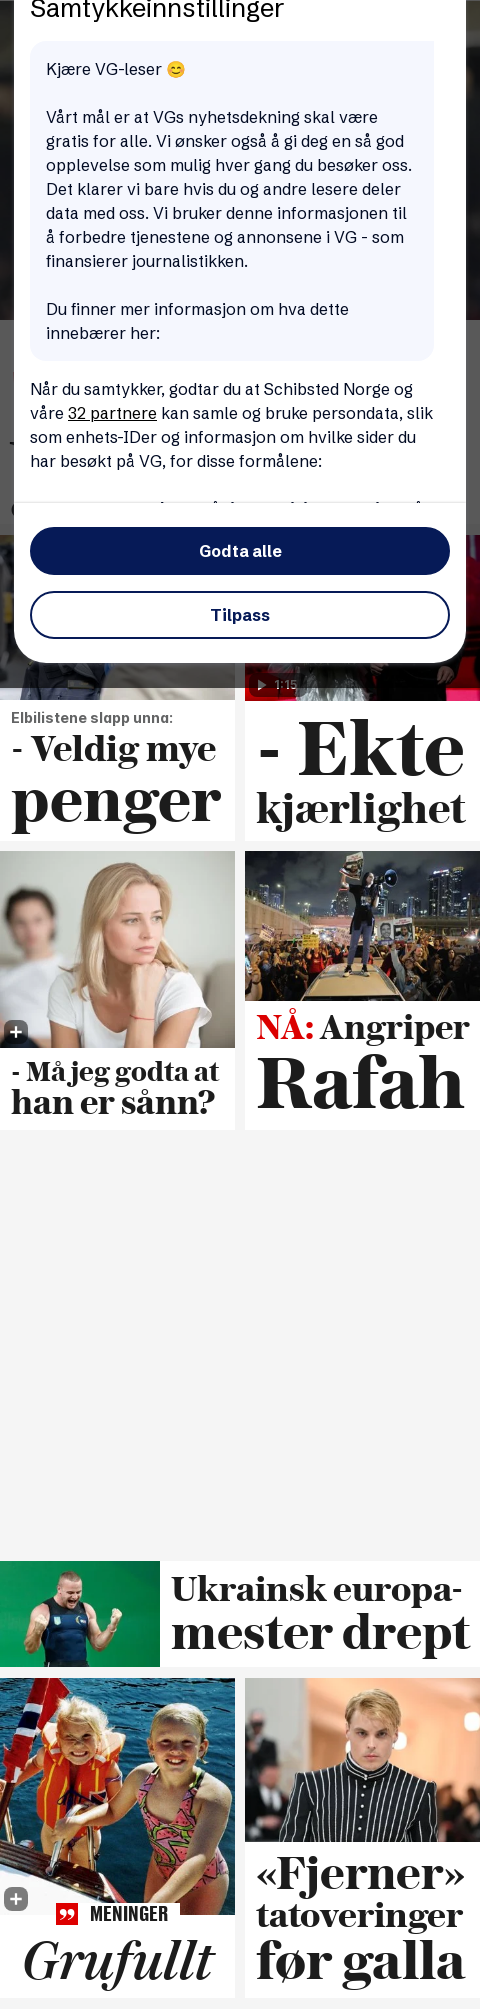 Samtykkeinnstillinger
Kjære VG-leser 😊
Vårt mål er at VGs nyhetsdekning skal være
gratis for alle. Vi ønsker også å gi deg en så god
opplevelse som mulig hver gang du besøker oss.
Det klarer vi bare hvis du og andre lesere deler
data med oss. Vi bruker denne informasjonen til
å forbedre tjenestene og annonsene i VG - som
finansierer journalistikken.
Du finner mer informasjon om hva dette
innebærer her:
Når du samtykker, godtar du at Schibsted Norge og
våre 32 partnere kan samle og bruke persondata, slik
som enhets-IDer og informasjon om hvilke sider du
har besøkt på VG, for disse formålene:
Godta alle
Tilpass
1:15
Elbilistene slapp unna:
- Veldig mye
penger
- Ekte
kjærlighet
- Må jeg godta at
han er sånn?
NÅ: Angriper
Rafah
Ukrainsk europa-
mester drept
MENINGER
Grufullt
«Fjerner»
tatoveringer
før galla